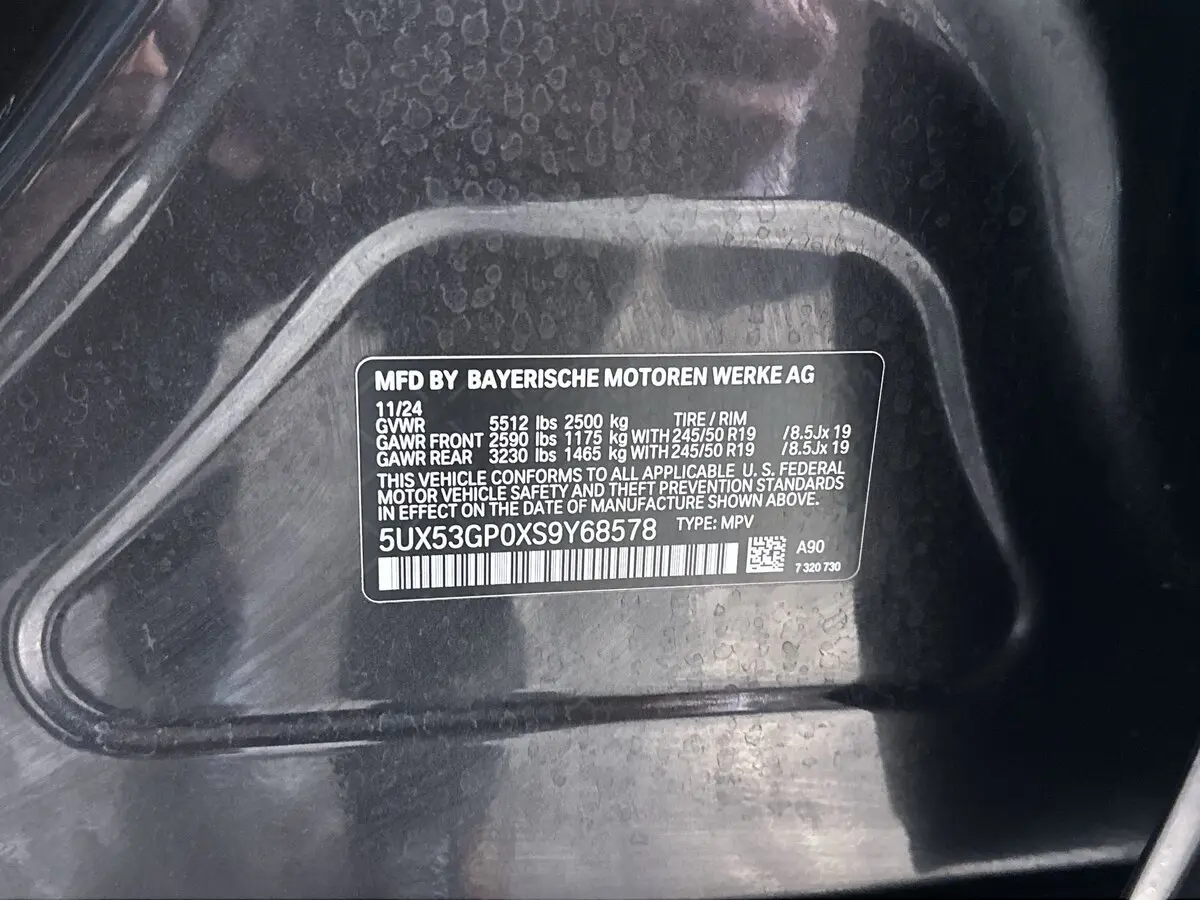 MFD BY BAYERISCHE MOTOREN WERKE AG
11/24
GVWR 5512 lbs 2500 kg TIRE / RIM
GAWR FRONT 2590 lbs 1175 kg WITH 245/50 R19 /8.5Jx 19
GAWR REAR 3230 lbs 1465 kg WITH 245/50 R19 /8.5Jx 19
THIS VEHICLE CONFORMS TO ALL APPLICABLE U. S. FEDERAL
MOTOR VEHICLE SAFETY AND THEFT PREVENTION STANDARDS
IN EFFECT ON THE DATE OF MANUFACTURE SHOWN ABOVE.
5UX53GP0XS9Y68578 TYPE: MPV
A90
7 320 730